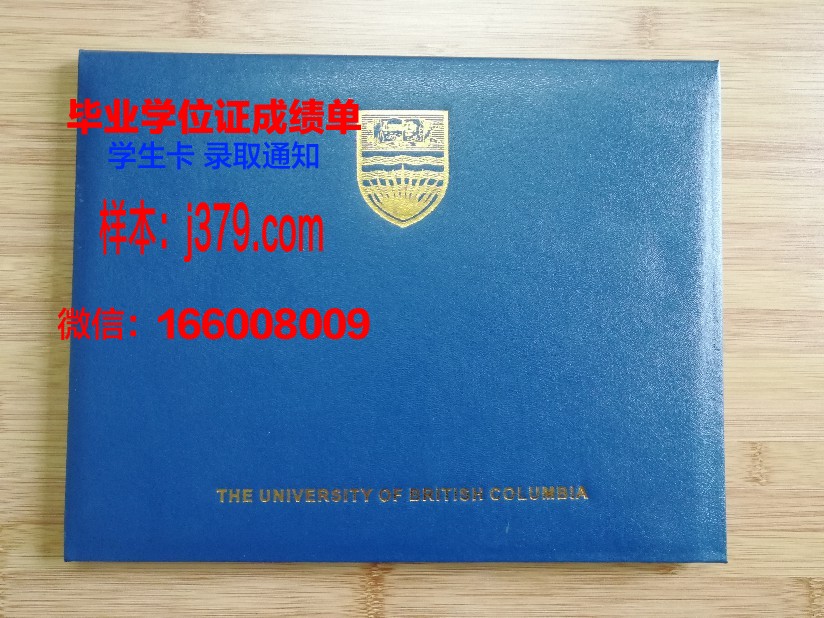 毕业学位证成绩单
学生卡 录取通知
样本：j379.com
微信：166008009
THE UNIVERSITY OF BRITISH COLUMBIA